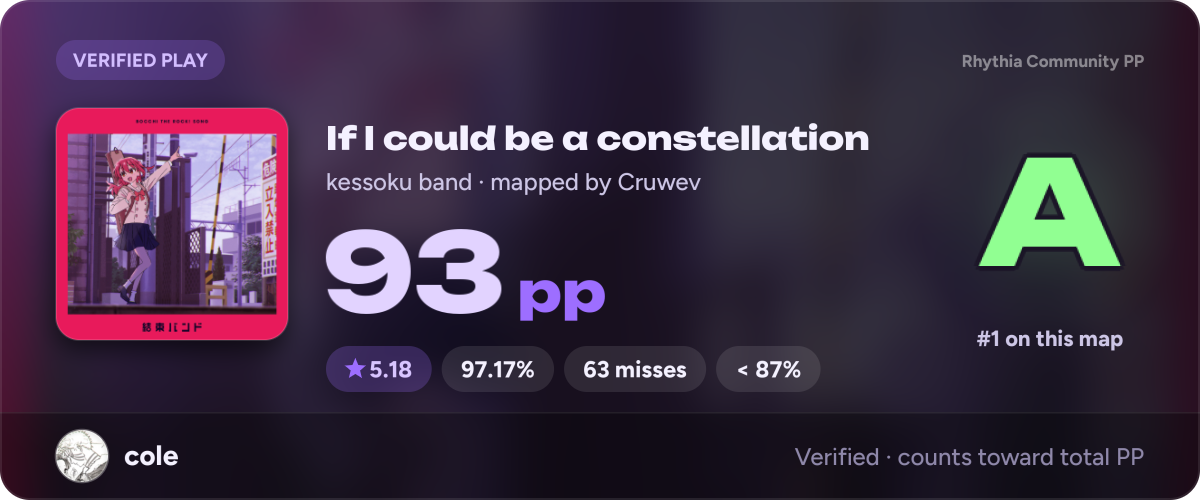 VERIFIED PLAY
Rhythia Community PP
BOCCHI THE ROCK! SONG
危険
立入禁止
結束バンド
If I could be a constellation
kessoku band · mapped by Cruwev
93 pp
★ 5.18
97.17%
63 misses
< 87%
A
#1 on this map
cole
Verified · counts toward total PP